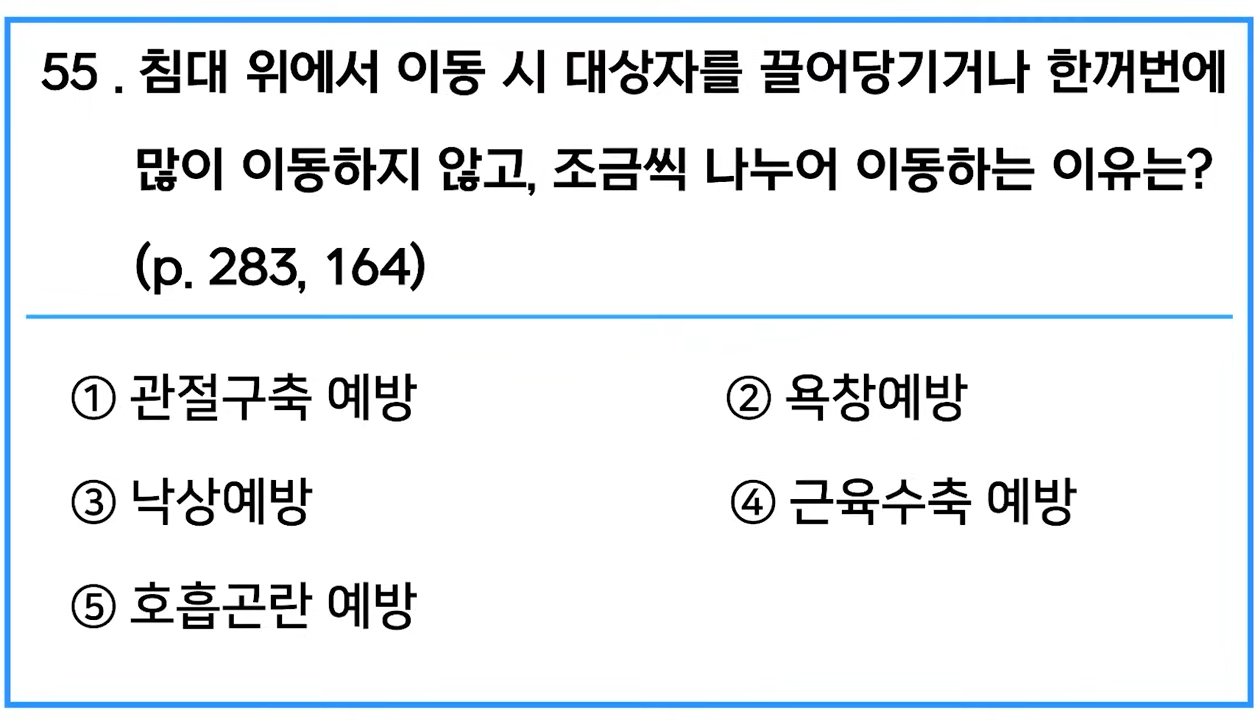 55 . 침대 위에서 이동 시 대상자를 끌어당기거나 한꺼번에
많이 이동하지 않고, 조금씩 나누어 이동하는 이유는?
(p. 283, 164)
① 관절구축 예방
② 욕창예방
③ 낙상예방
④ 근육수축 예방
⑤ 호흡곤란 예방